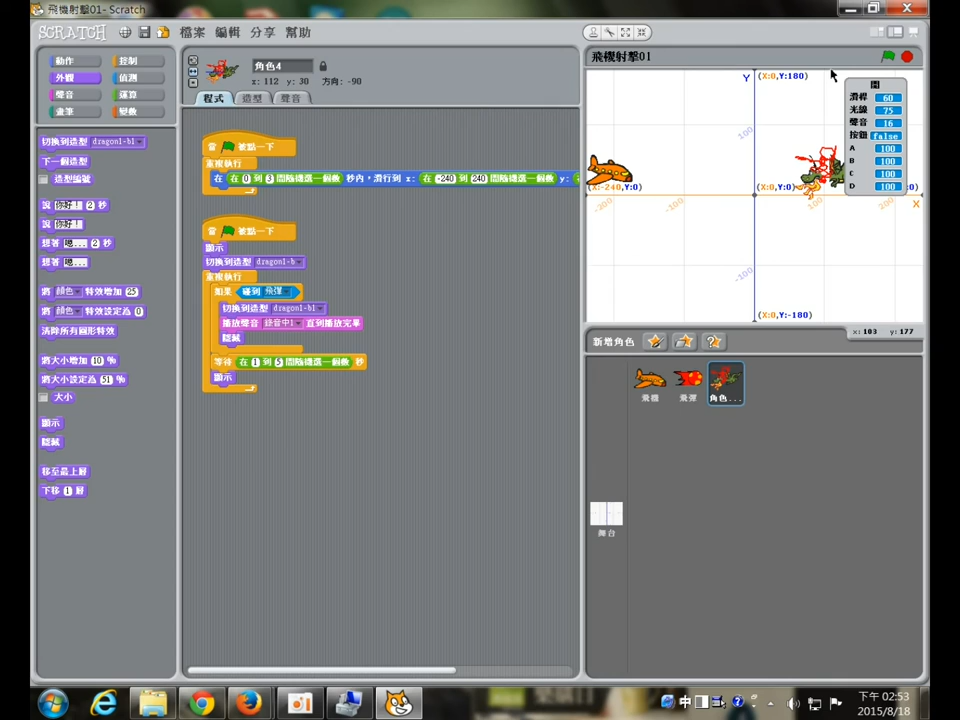 飛機射擊01- Scratch
SCRATCH
檔案 編輯 分享 幫助
動作 控制
外觀 偵測
聲音 運算
畫筆 變數
切換到造型 dragon1-b1
下一個造型
造型編號
說 你好! 2 秒
說 你好!
想著 嗯... 2 秒
想著 嗯...
將 顏色 特效增加 25
將 顏色 特效設定為 0
清除所有圖形特效
將大小增加 10 %
將大小設定為 51 %
大小
顯示
隱藏
移至最上層
下移 1 層
角色4
x: 112 y: 30 方向: -90
程式 造型 聲音
當 被點一下
重複執行
在 在 0 到 3 間隨機選一個數 秒內,滑行到 x: 在 -240 到 240 間隨機選一個數 y:
當 被點一下
顯示
切換到造型 dragon1-b
重複執行
如果 碰到 飛彈
切換到造型 dragon1-b1
播放聲音 錄音中1 直到播放完畢
隱藏
等待 在 1 到 5 間隨機選一個數 秒
顯示
飛機射擊01
Y (X:0,Y:180)
100
(X:-240,Y:0) (X:0,Y:0) :0)
-200 -100 100 200 X
-100
(X:0,Y:-180)
滑桿 60
光線 75
聲音 16
按鈕 false
A 100
B 100
C 100
D 100
x: 103 y: 177
新增角色
飛機 飛彈 角色...
舞台
中
下午 02:53
2015/8/18